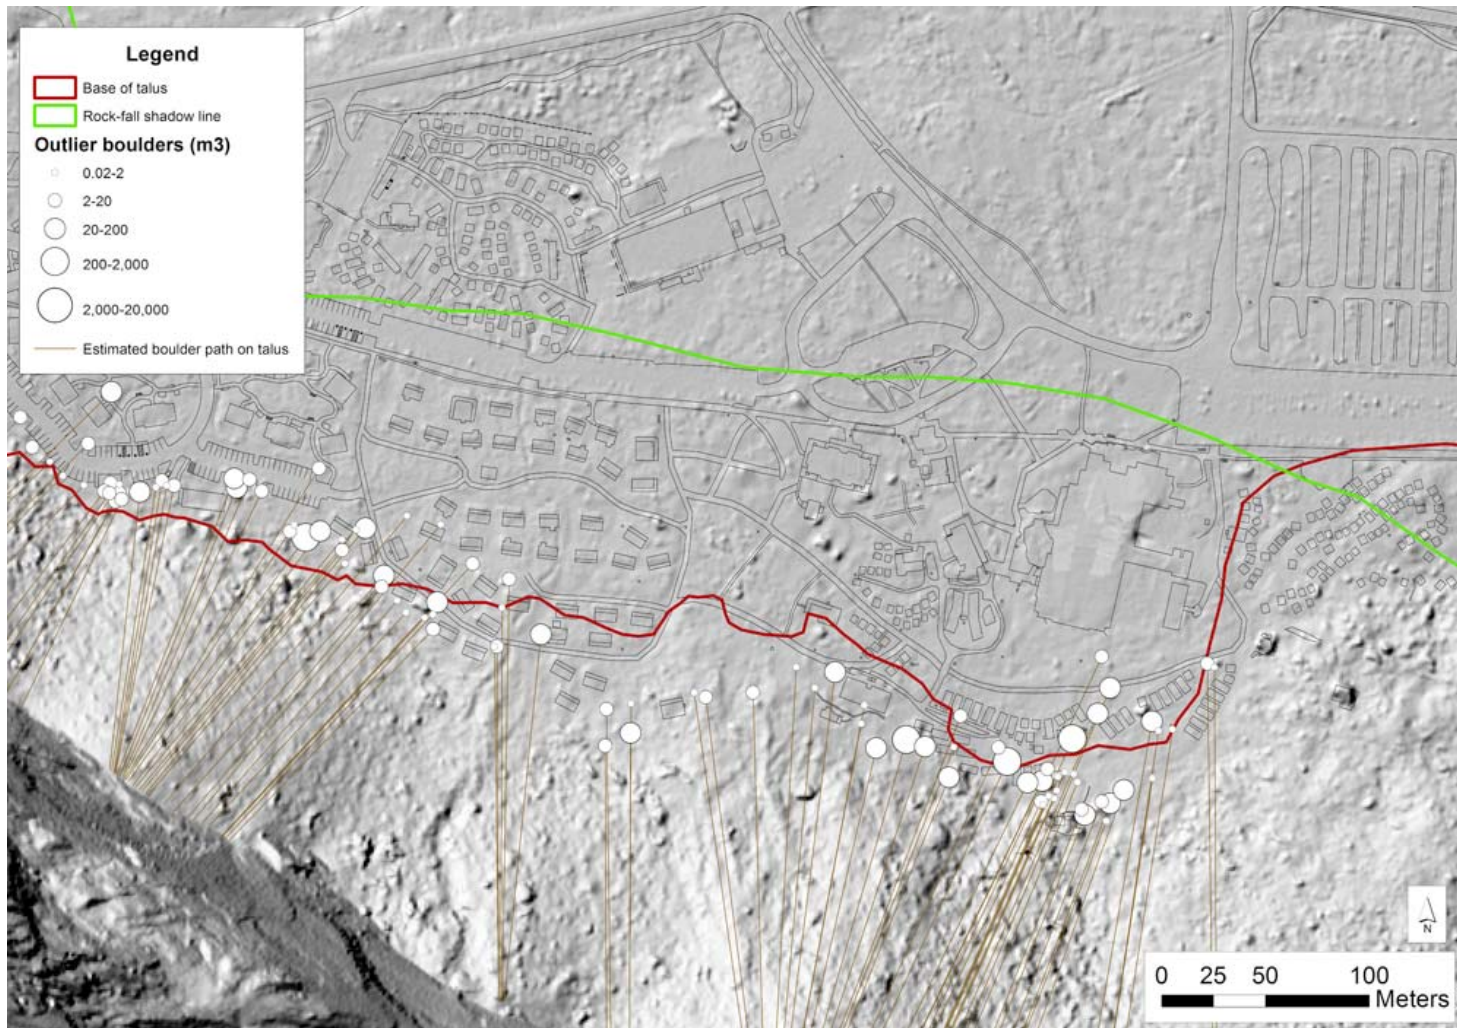 Legend
Base of talus
Rock-fall shadow line
Outlier boulders (m3)
0.02-2
2-20
20-200
200-2,000
2,000-20,000
Estimated boulder path on talus
N
0 25 50 100
Meters